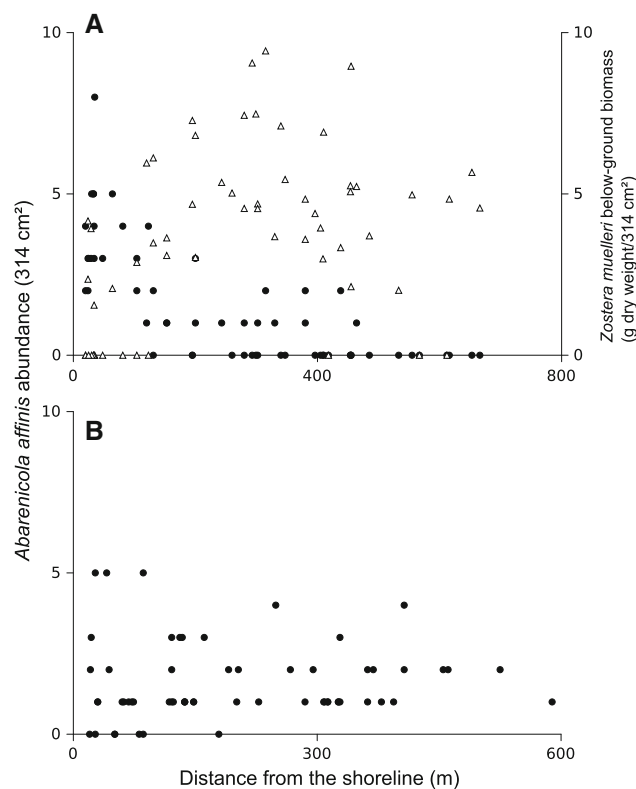 A
10
5
0
0
400
800
10
5
0
Zostera muelleri below-ground biomass
(g dry weight/314 cm²)
Abarenicola affinis abundance (314 cm²)
B
10
5
0
0
300
600
Distance from the shoreline (m)